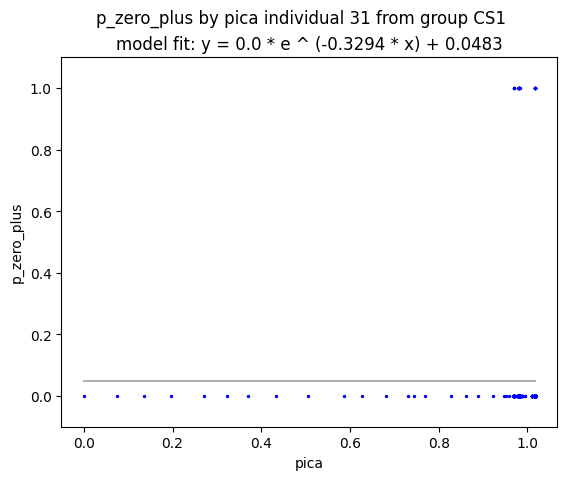 p_zero_plus by pica individual 31 from group CS1
model fit: y = 0.0 * e ^ (-0.3294 * x) + 0.0483
1.0
0.8
0.6
0.4
0.2
0.0
p_zero_plus
0.0 0.2 0.4 0.6 0.8 1.0
pica